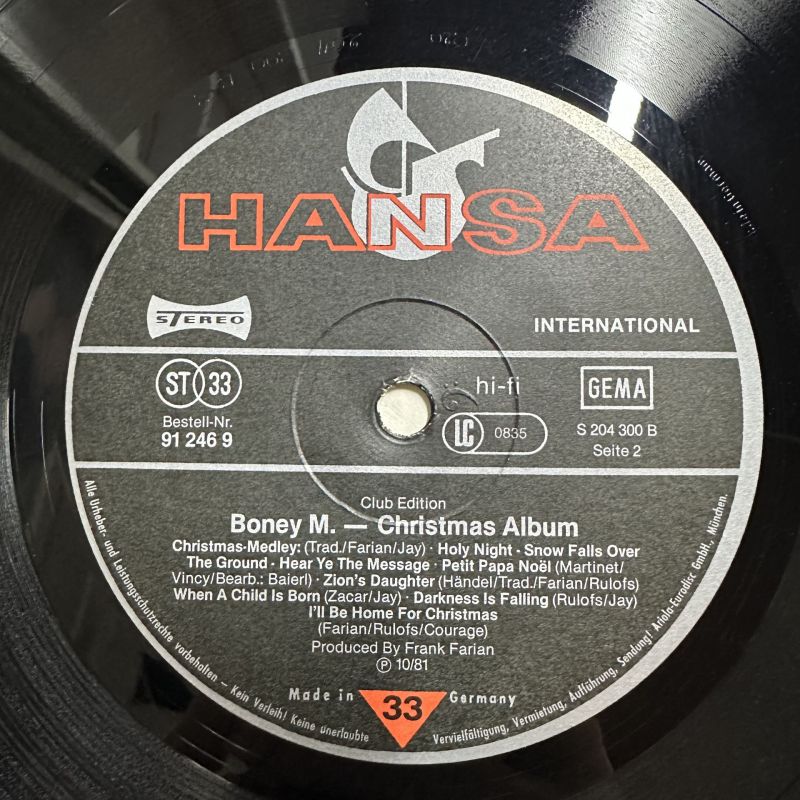 HANSA
STEREO
INTERNATIONAL
ST 33
hi-fi
GEMA
Bestell-Nr.
91 246 9
LC 0835
S 204 300 B
Seite 2
Club Edition
Boney M. — Christmas Album
Christmas-Medley: (Trad./Farian/Jay) · Holy Night - Snow Falls Over
The Ground · Hear Ye The Message · Petit Papa Noël (Martinet/
Vincy/Bearb.: Baierl) · Zion's Daughter (Händel/Trad./Farian/Rulofs)
When A Child Is Born (Zacar/Jay) · Darkness Is Falling (Rulofs/Jay)
I'll Be Home For Christmas
(Farian/Rulofs/Courage)
Produced By Frank Farian
Ⓟ 10/81
Made in 33 Germany
Alle Urheber- und Leistungsschutzrechte vorbehalten - Kein Verleih! Keine unerlaubte Vervielfältigung, Vermietung, Aufführung, Sendung! Ariola-Eurodisc GmbH., München.